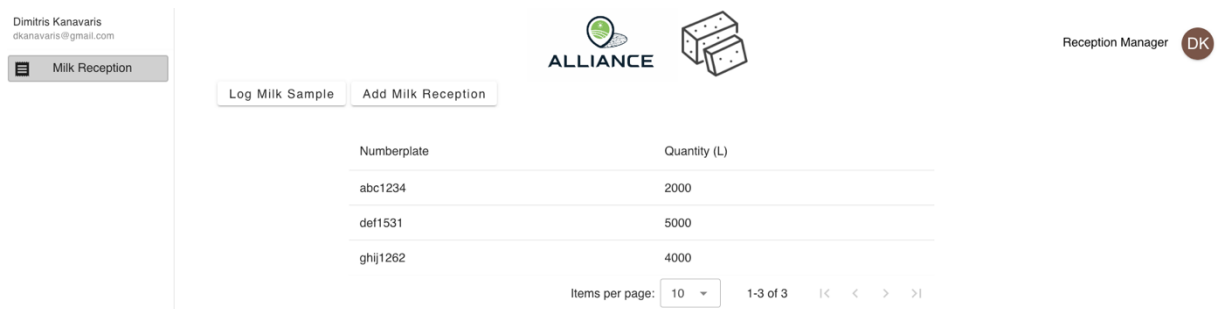 Dimitris Kanavaris
dkanavaris@gmail.com
Milk Reception
ALLIANCE
Reception Manager
DK
Log Milk Sample
Add Milk Reception
Numberplate Quantity (L)
abc1234 2000
def1531 5000
ghij1262 4000
Items per page: 10 1-3 of 3